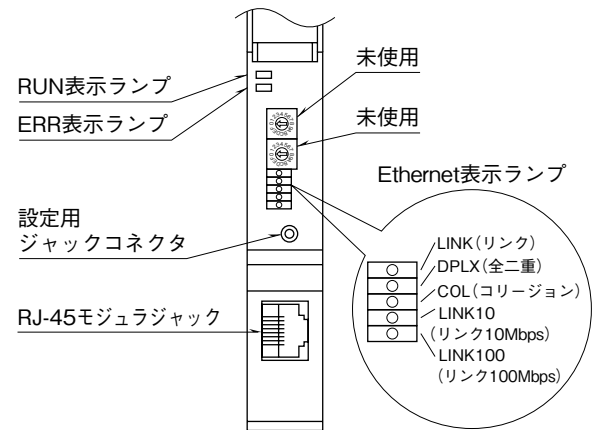 RUN表示ランプ
ERR表示ランプ
未使用
未使用
Ethernet表示ランプ
設定用
ジャックコネクタ
LINK(リンク)
DPLX(全二重)
COL(コリージョン)
LINK10
(リンク10Mbps)
LINK100
(リンク100Mbps)
RJ-45モジュラジャック